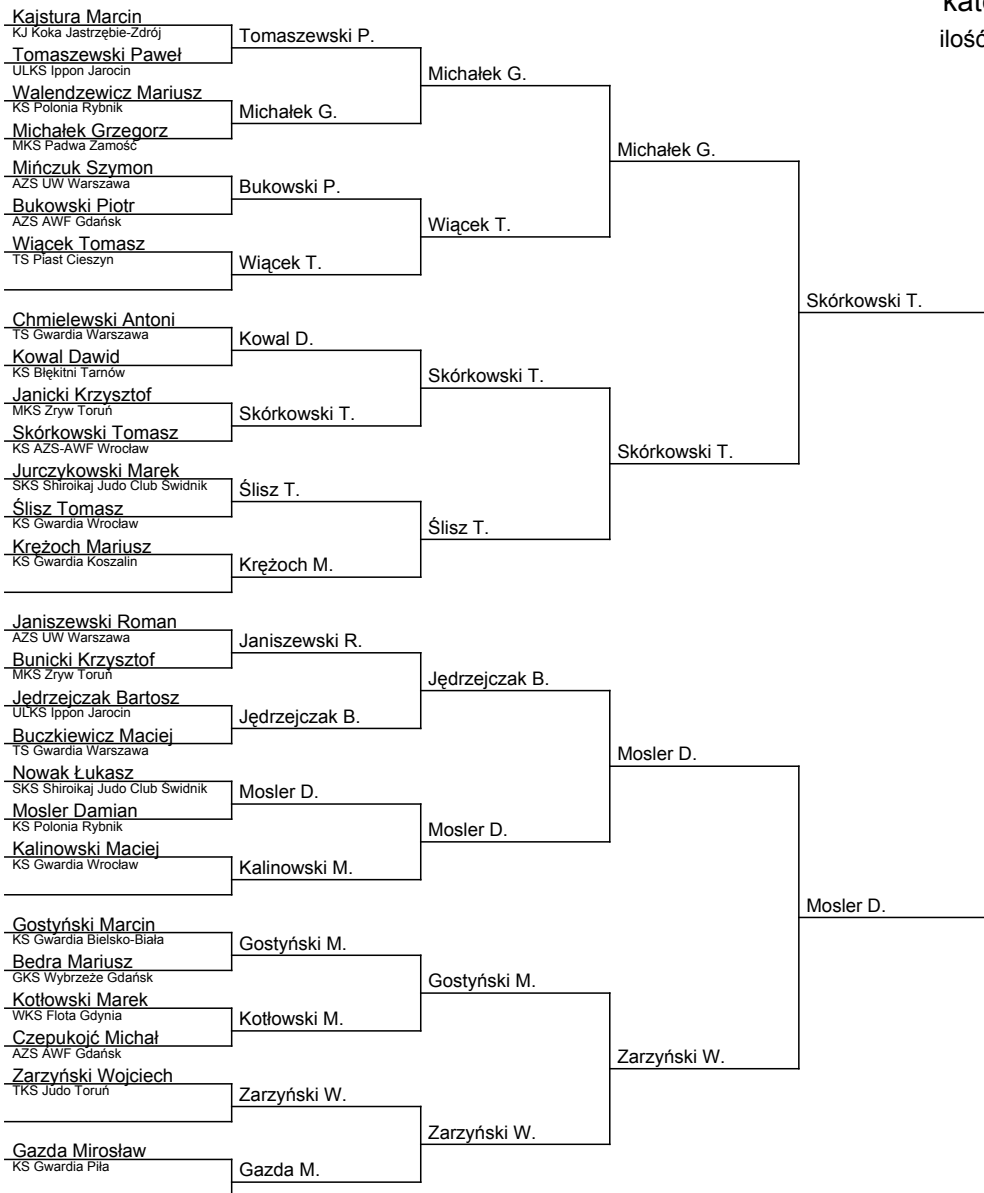 kat
ilość
Kajstura Marcin
KJ Koka Jastrzębie-Zdrój
Tomaszewski Paweł
ULKS Ippon Jarocin
Walendzewicz Mariusz
KS Polonia Rybnik
Michałek Grzegorz
MKS Padwa Zamość
Mińczuk Szymon
AZS UW Warszawa
Bukowski Piotr
AZS AWF Gdańsk
Wiącek Tomasz
TS Piast Cieszyn
Chmielewski Antoni
TS Gwardia Warszawa
Kowal Dawid
KS Błękitni Tarnów
Janicki Krzysztof
MKS Zryw Toruń
Skórkowski Tomasz
KS AZS-AWF Wrocław
Jurczykowski Marek
SKS Shiroikaj Judo Club Świdnik
Ślisz Tomasz
KS Gwardia Wrocław
Krężoch Mariusz
KS Gwardia Koszalin
Janiszewski Roman
AZS UW Warszawa
Bunicki Krzysztof
MKS Zryw Toruń
Jędrzejczak Bartosz
ULKS Ippon Jarocin
Buczkiewicz Maciej
TS Gwardia Warszawa
Nowak Łukasz
SKS Shiroikaj Judo Club Świdnik
Mosler Damian
KS Polonia Rybnik
Kalinowski Maciej
KS Gwardia Wrocław
Gostyński Marcin
KS Gwardia Bielsko-Biała
Bedra Mariusz
GKS Wybrzeże Gdańsk
Kotłowski Marek
WKS Flota Gdynia
Czepukojć Michał
AZS AWF Gdańsk
Zarzyński Wojciech
TKS Judo Toruń
Gazda Mirosław
KS Gwardia Piła
Tomaszewski P.
Michałek G.
Bukowski P.
Wiącek T.
Kowal D.
Skórkowski T.
Ślisz T.
Krężoch M.
Janiszewski R.
Jędrzejczak B.
Mosler D.
Kalinowski M.
Gostyński M.
Kotłowski M.
Zarzyński W.
Gazda M.
Michałek G.
Wiącek T.
Skórkowski T.
Ślisz T.
Jędrzejczak B.
Mosler D.
Gostyński M.
Zarzyński W.
Michałek G.
Skórkowski T.
Mosler D.
Zarzyński W.
Skórkowski T.
Mosler D.